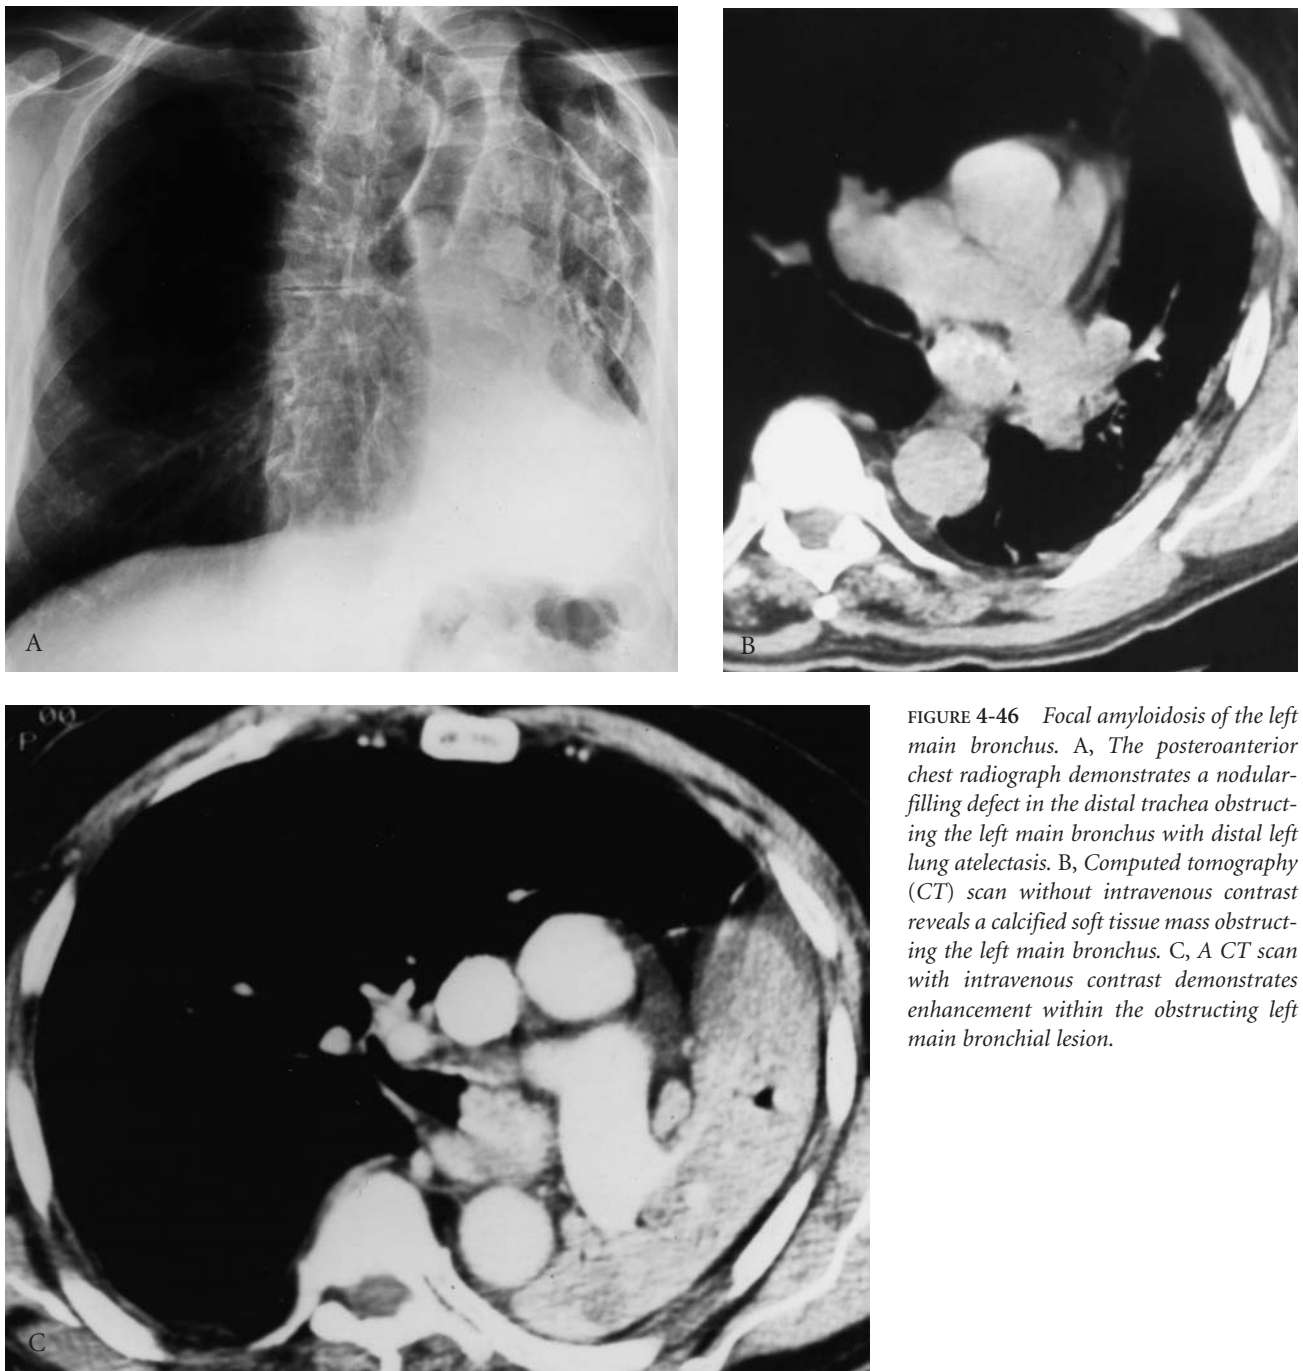 A
B
P
00
C
FIGURE 4-46 Focal amyloidosis of the left
main bronchus. A, The posteroanterior
chest radiograph demonstrates a nodular-
filling defect in the distal trachea obstruct-
ing the left main bronchus with distal left
lung atelectasis. B, Computed tomography
(CT) scan without intravenous contrast
reveals a calcified soft tissue mass obstruct-
ing the left main bronchus. C, A CT scan
with intravenous contrast demonstrates
enhancement within the obstructing left
main bronchial lesion.